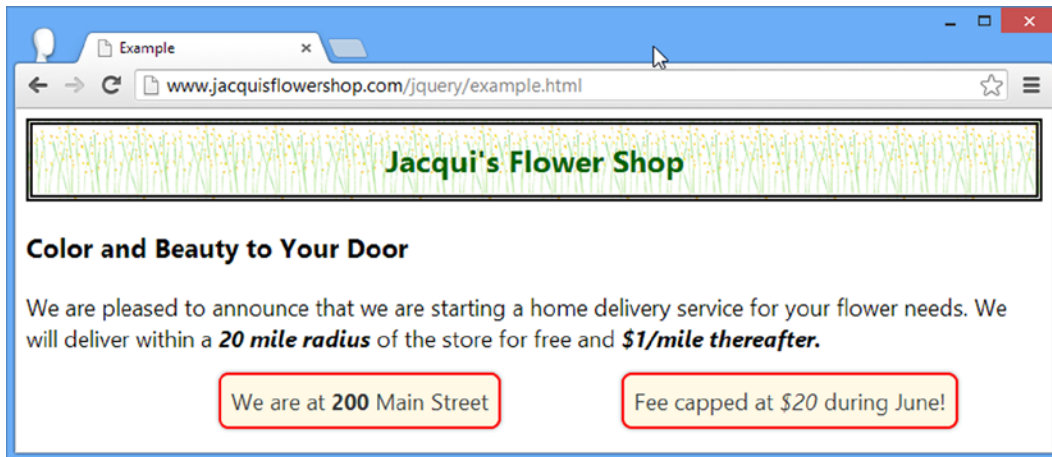 Example
www.jacquisflowershop.com/jquery/example.html
Jacqui's Flower Shop
Color and Beauty to Your Door
We are pleased to announce that we are starting a home delivery service for your flower needs. We
will deliver within a 20 mile radius of the store for free and $1/mile thereafter.
We are at 200 Main Street
Fee capped at $20 during June!